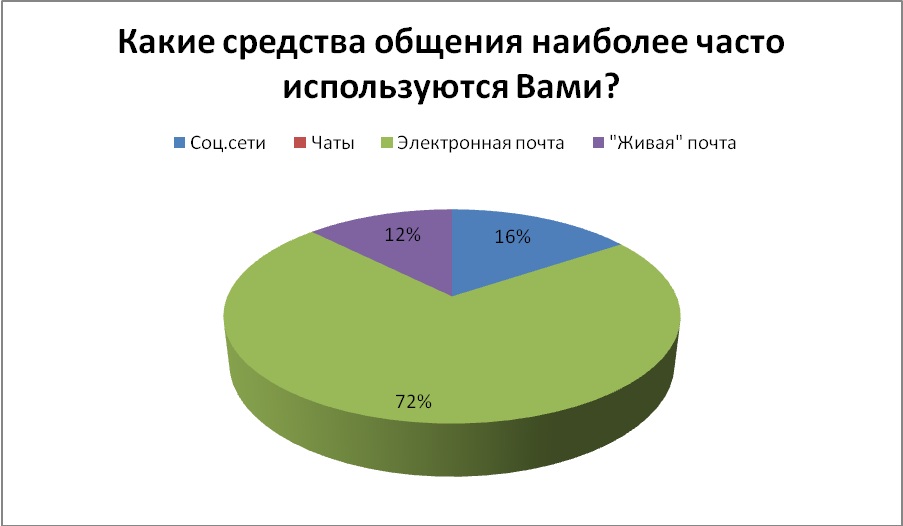 Какие средства общения наиболее часто
используются Вами?
Соц.сети Чаты Электронная почта "Живая" почта
12% 16%
72%